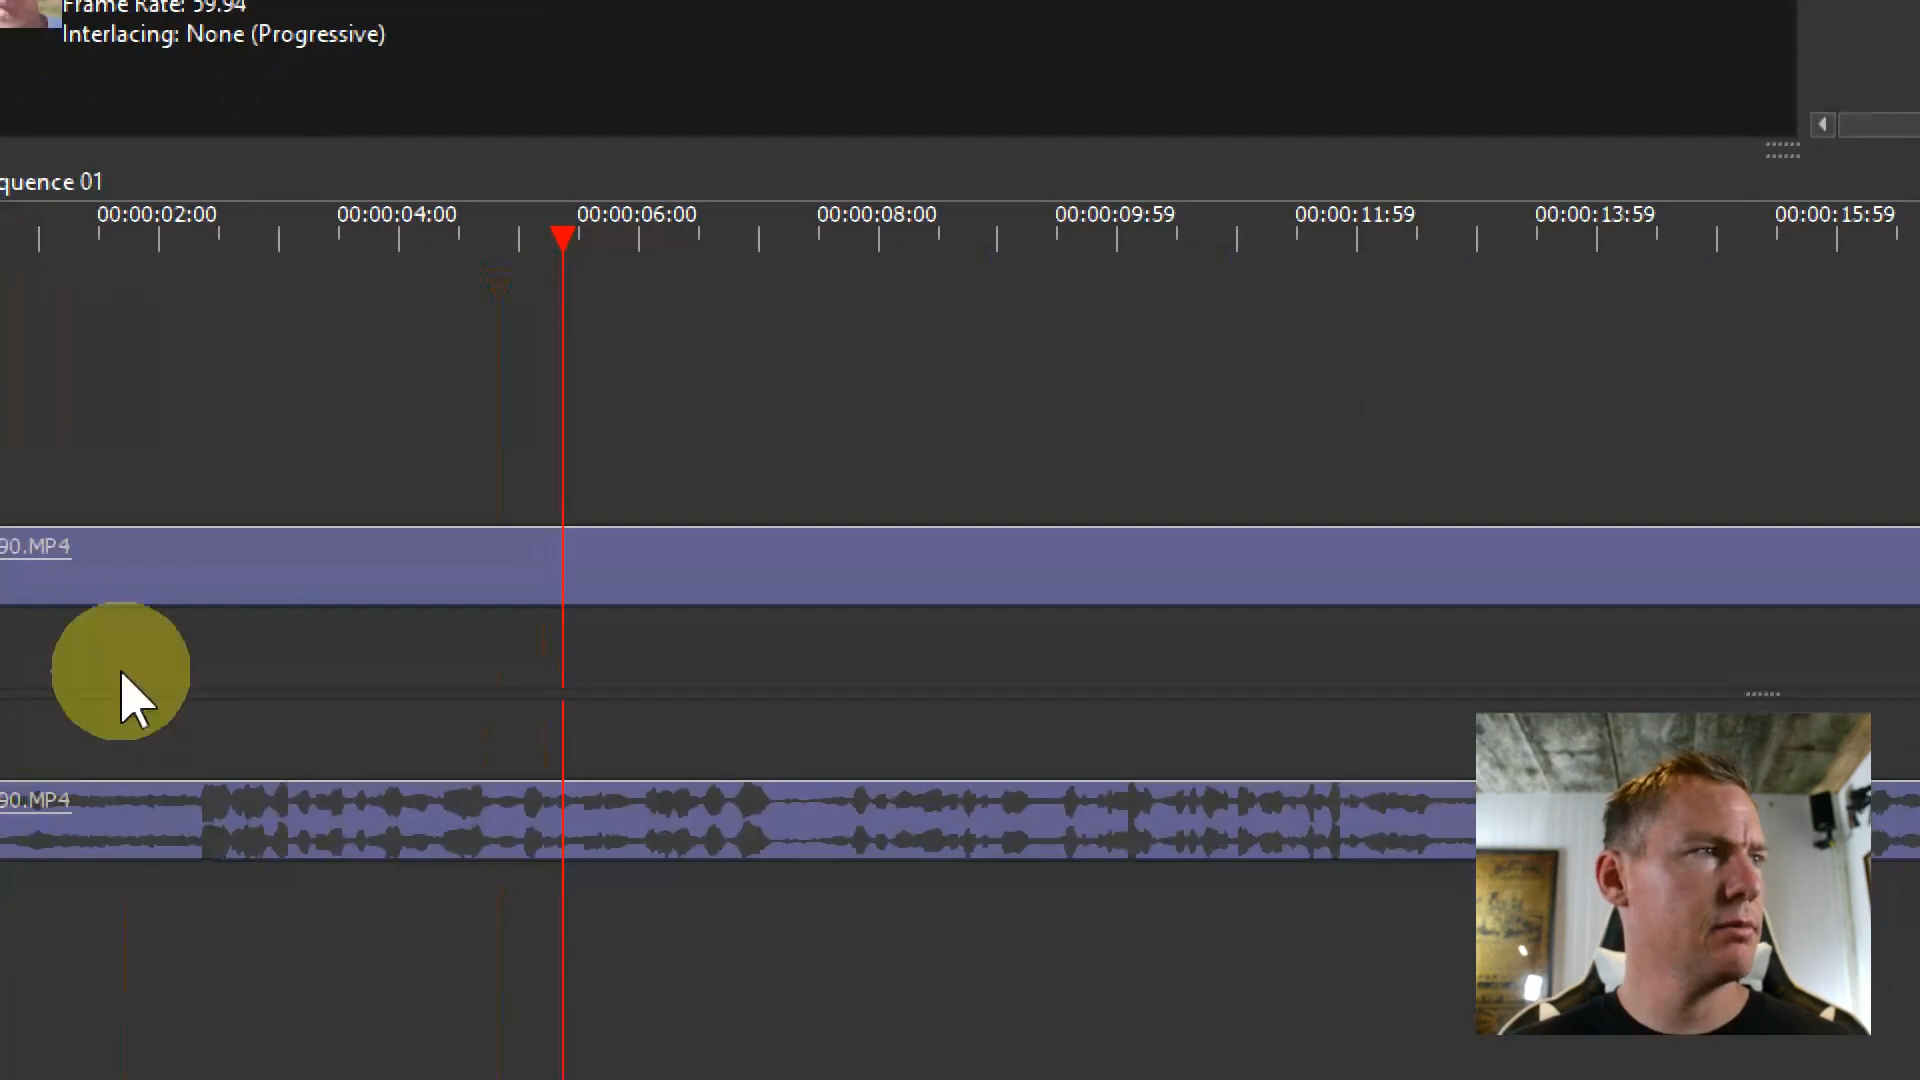 Frame Rate: 59.94
Interlacing: None (Progressive)
quence 01
00:00:02:00 00:00:04:00 00:00:06:00 00:00:08:00 00:00:09:59 00:00:11:59 00:00:13:59 00:00:15:59
90.MP4
90.MP4